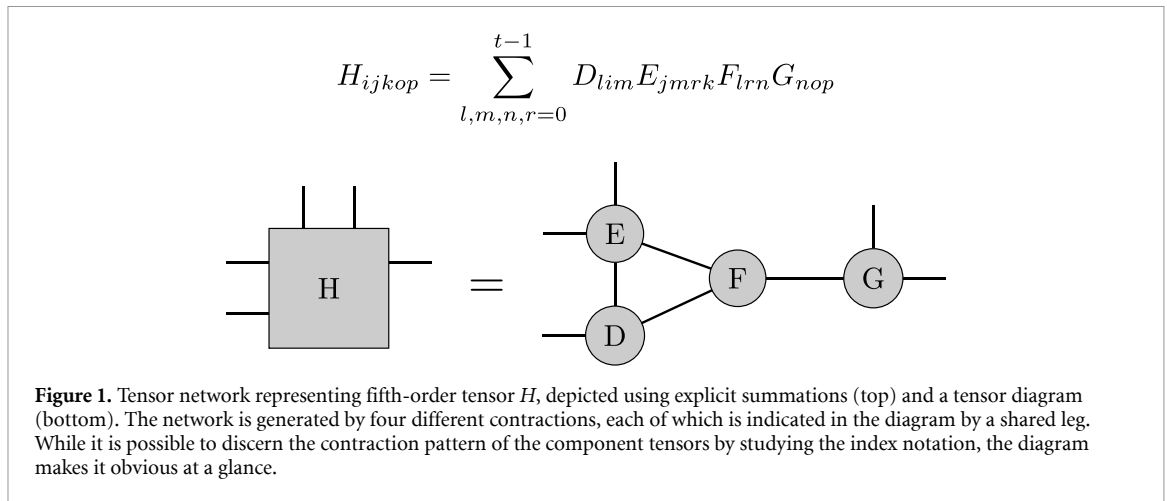 t−1
H_{ijkop} = ∑ D_{lim}E_{jmrk}F_{lrn}G_{nop}
l,m,n,r=0
E
H = F G
D
Figure 1. Tensor network representing fifth-order tensor H, depicted using explicit summations (top) and a tensor diagram
(bottom). The network is generated by four different contractions, each of which is indicated in the diagram by a shared leg.
While it is possible to discern the contraction pattern of the component tensors by studying the index notation, the diagram
makes it obvious at a glance.